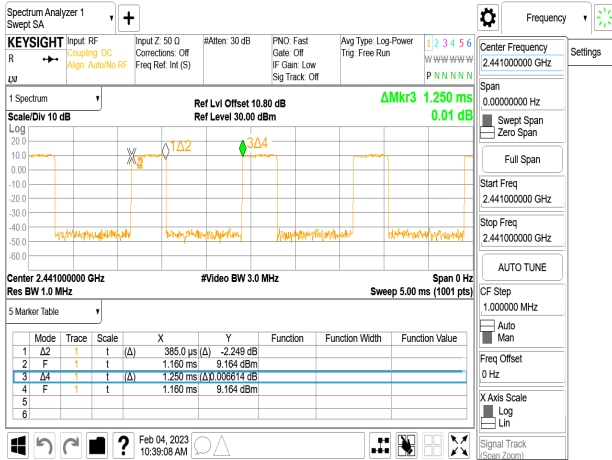 Spectrum Analyzer 1
Swept SA
Frequency
Settings
KEYSIGHT
R
LXI
Input: RF
Coupling: DC
Align: Auto/No RF
Input Z: 50 Ω
Corrections: Off
Freq Ref: Int (S)
#Atten: 30 dB
PNO: Fast
Gate: Off
IF Gain: Low
Sig Track: Off
Avg Type: Log-Power
Trig: Free Run
1 2 3 4 5 6
W W W W W W
P N N N N N
1 Spectrum
Scale/Div 10 dB
Log
Ref Lvl Offset 10.80 dB
Ref Level 30.00 dBm
ΔMkr3 1.250 ms
0.01 dB
20.0
10.0
0.00
-10.0
-20.0
-30.0
-40.0
-50.0
-60.0
1Δ2
3Δ4
Center 2.441000000 GHz
Res BW 1.0 MHz
#Video BW 3.0 MHz
Span 0 Hz
Sweep 5.00 ms (1001 pts)
5 Marker Table
Mode Trace Scale X Y Function Function Width Function Value
1 Δ2 1 t (Δ) 385.0 µs (Δ) -2.249 dB
2 F 1 t 1.160 ms 9.164 dBm
3 Δ4 1 t (Δ) 1.250 ms (Δ)0.006614 dB
4 F 1 t 1.160 ms 9.164 dBm
5
6
Feb 04, 2023
10:39:08 AM
Center Frequency
2.441000000 GHz
Span
0.00000000 Hz
Swept Span
Zero Span
Full Span
Start Freq
2.441000000 GHz
Stop Freq
2.441000000 GHz
AUTO TUNE
CF Step
1.000000 MHz
Auto
Man
Freq Offset
0 Hz
X Axis Scale
Log
Lin
Signal Track
(Span Zoom)